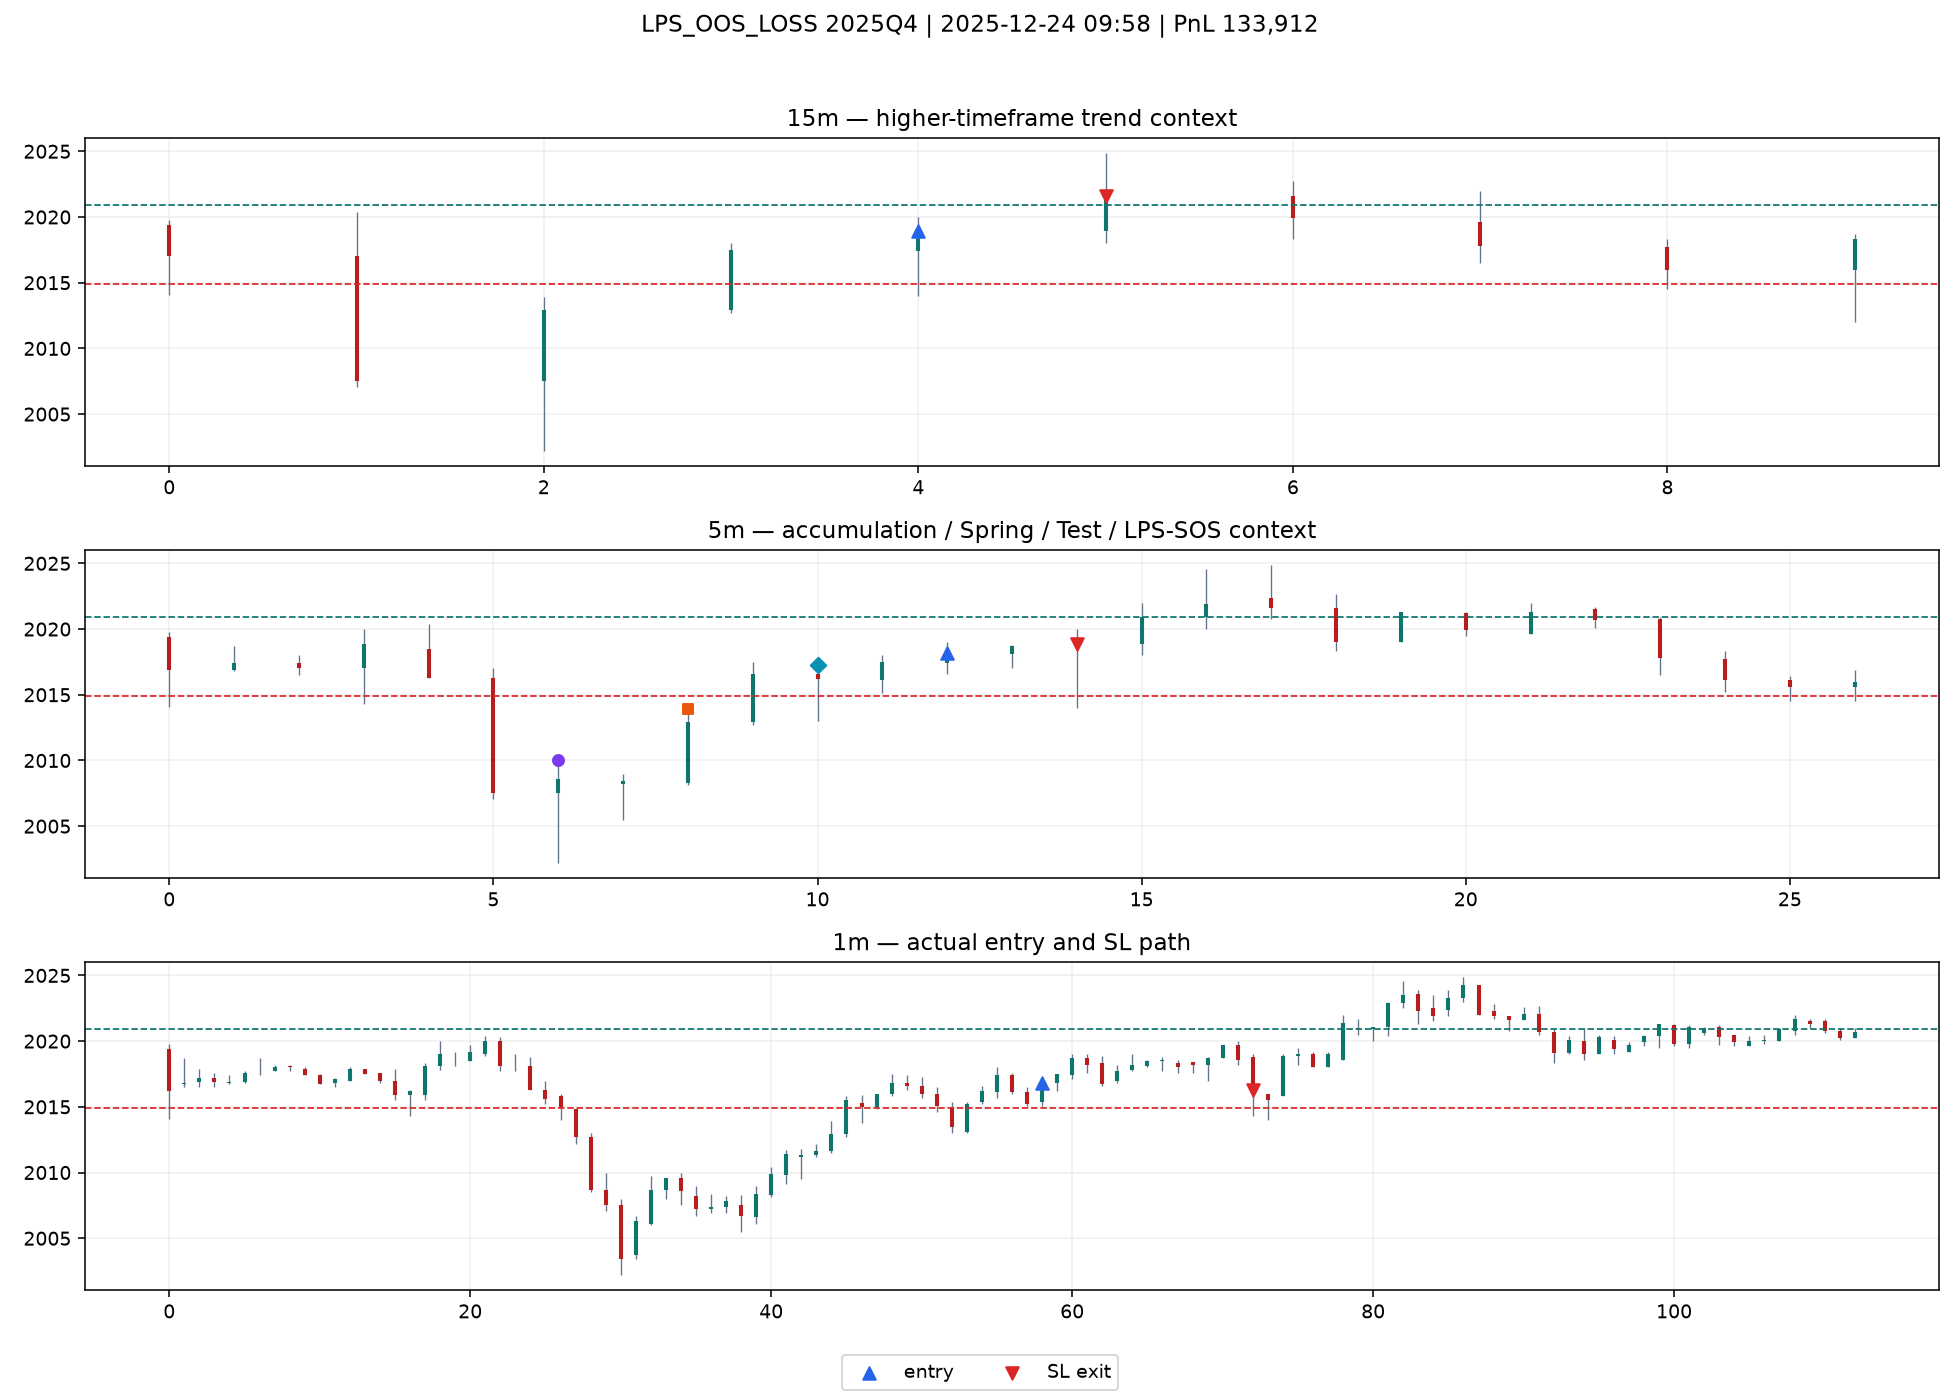 LPS_OOS_LOSS 2025Q4 | 2025-12-24 09:58 | PnL 133,912
15m — higher-timeframe trend context
2025
2020
2015
2010
2005
0 2 4 6 8
5m — accumulation / Spring / Test / LPS-SOS context
2025
2020
2015
2010
2005
0 5 10 15 20 25
1m — actual entry and SL path
2025
2020
2015
2010
2005
0 20 40 60 80 100
entry SL exit